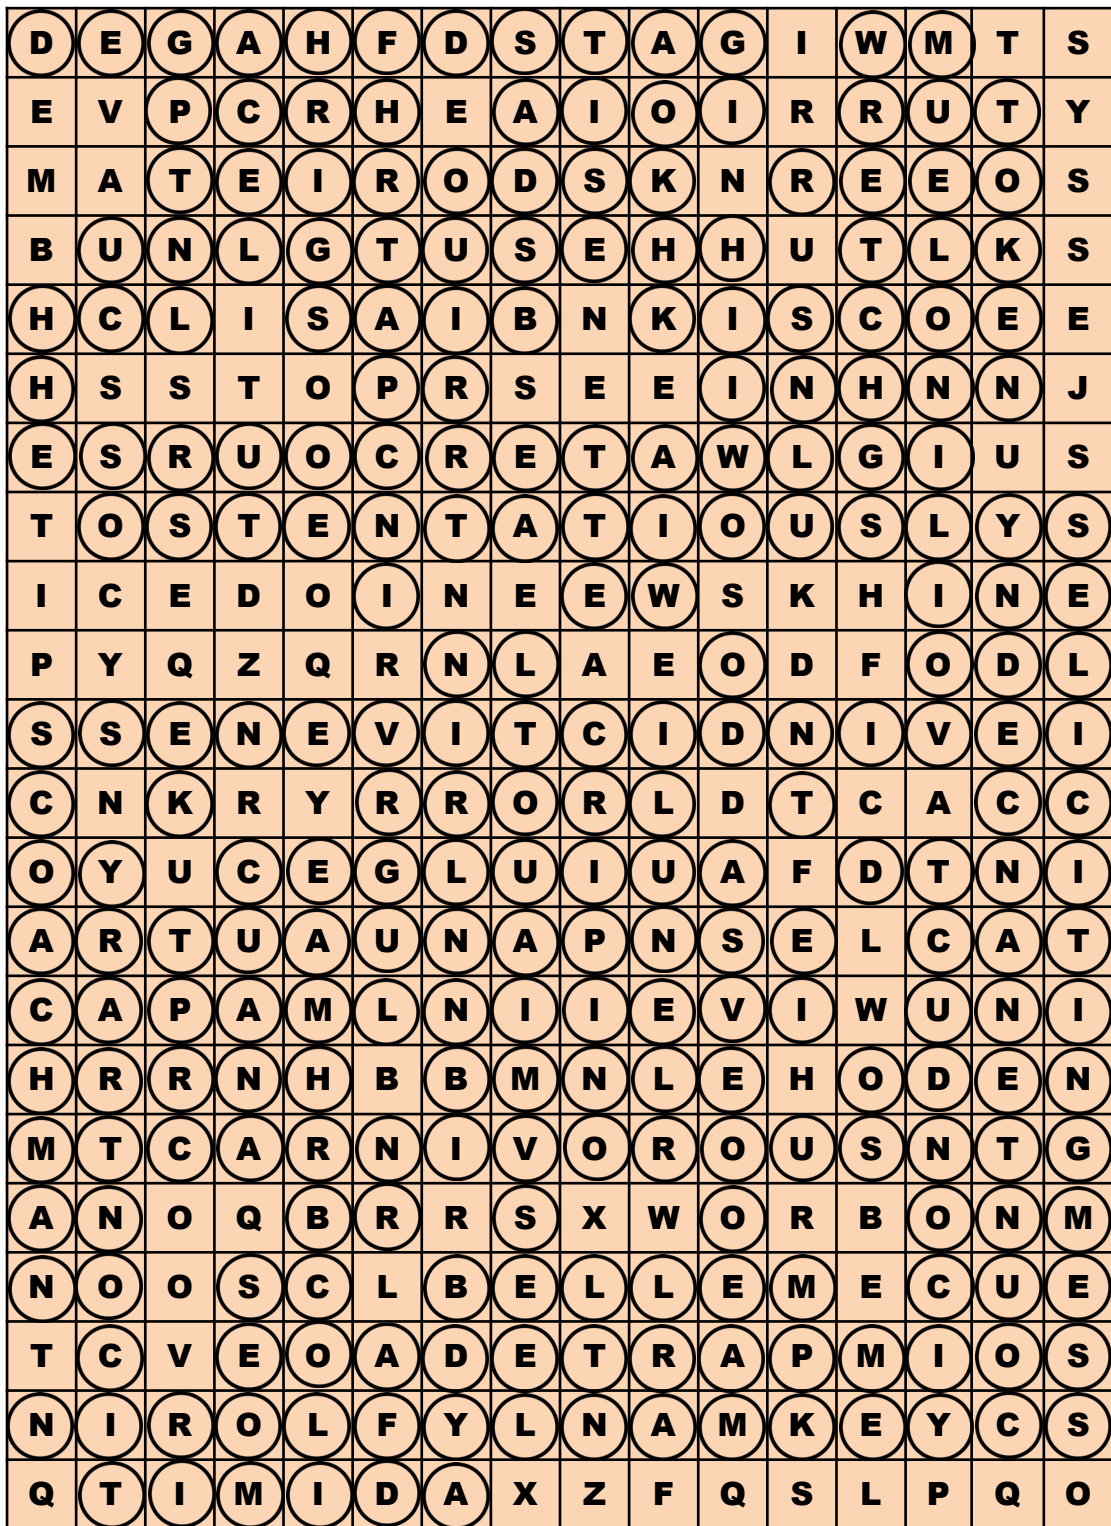 D E G A H F D S T A G I W M T S
E V P C R H E A I O I R R U T Y
M A T E I R O D S K N R E E O S
B U N L G T U S E H H U T L K S
H C L I S A I B N K I S C O E E
H S S T O P R S E E I N H N N J
E S R U O C R E T A W L G I U S
T O S T E N T A T I O U S L Y S
I C E D O I N E E W S K H I N E
P Y Q Z Q R N L A E O D F O D L
S S E N E V I T C I D N I V E I
C N K R Y R R O R L D T C A C C
O Y U C E G L U I U A F D T N I
A R T U A U N A P N S E L C A T
C A P A M L N I I E V I W U N I
H R R N H B B M N L E H O D E N
M T C A R N I V O R O U S N T G
A N O Q B R R S X W O R B O N M
N O O S C L B E L L E M E C U E
T C V E O A D E T R A P M I O S
N I R O L F Y L N A M K E Y C S
Q T I M I D A X Z F Q S L P Q O